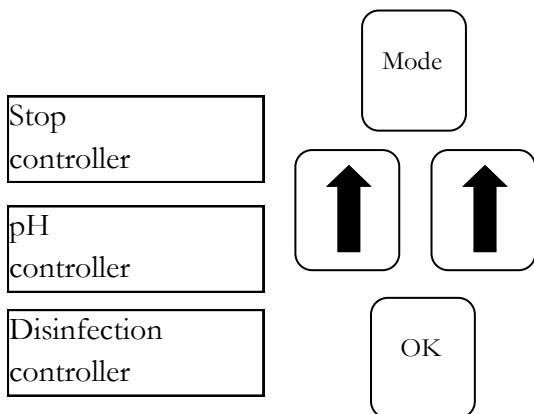 Mode
Stop
controller
pH
controller
Disinfection
controller
OK